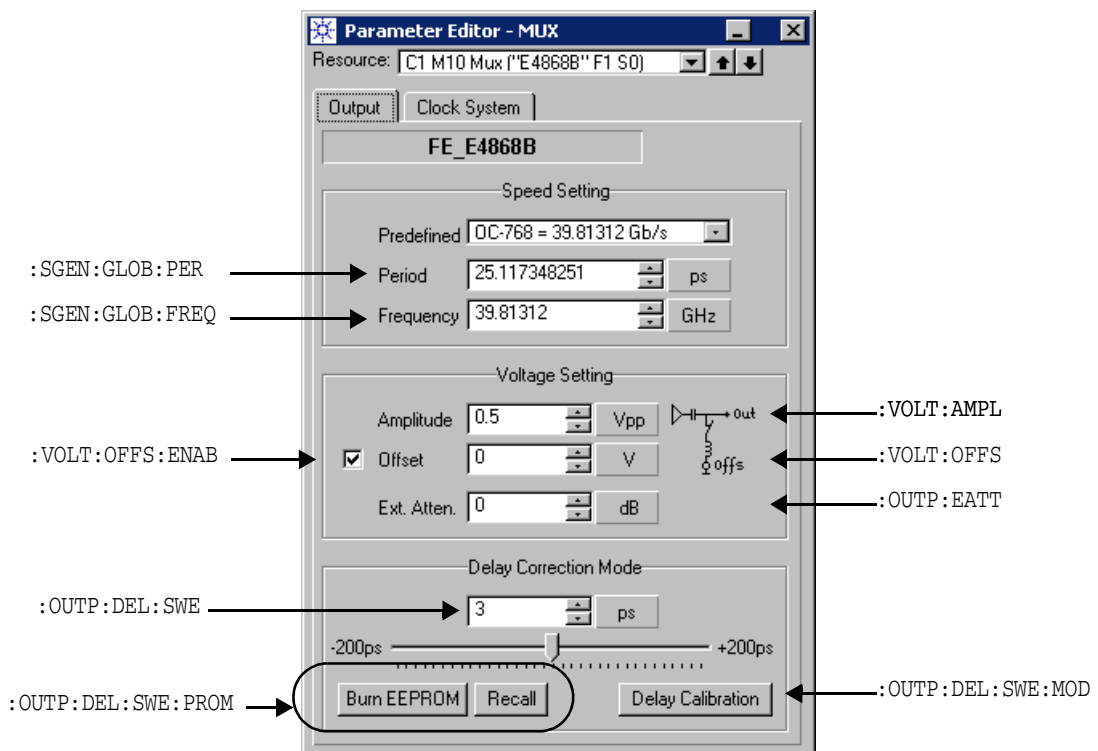 Parameter Editor - MUX
Resource: C1 M10 Mux ("E4868B" F1 S0)
Output Clock System
FE_E4868B
Speed Setting
Predefined OC-768 = 39.81312 Gb/s
:SGEN:GLOB:PER Period 25.117348251 ps
:SGEN:GLOB:FREQ Frequency 39.81312 GHz
Voltage Setting
Amplitude 0.5 Vpp out :VOLT:AMPL
:VOLT:OFFS:ENAB Offset 0 V offs :VOLT:OFFS
Ext. Atten. 0 dB :OUTP:EATT
Delay Correction Mode
:OUTP:DEL:SWE 3 ps
-200ps +200ps
:OUTP:DEL:SWE:PROM Burn EEPROM Recall Delay Calibration :OUTP:DEL:SWE:MOD